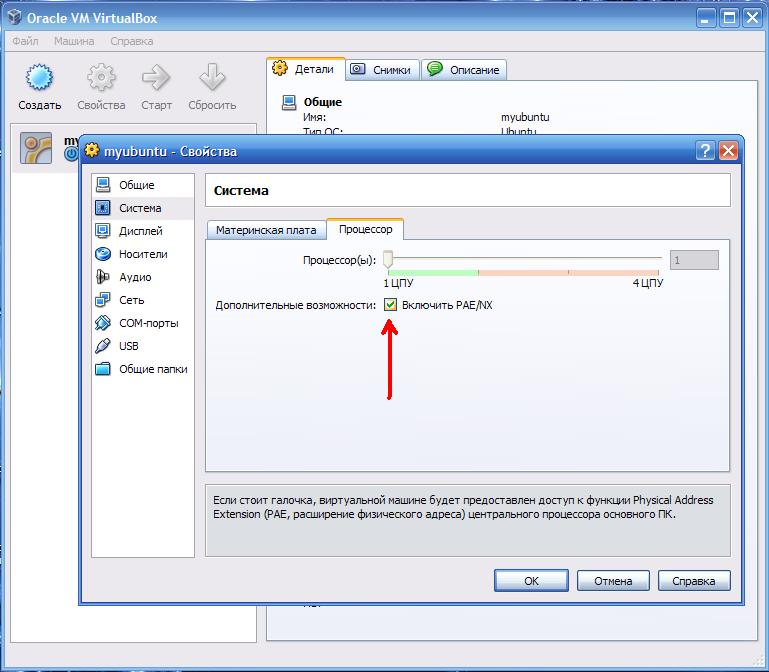 Oracle VM VirtualBox
Файл Машина Справка
Создать Свойства Старт Сбросить
Детали Снимки Описание
Общие
Имя: myubuntu
Тип ОС: Ubuntu
myubuntu - Свойства
Общие
Система
Дисплей
Носители
Аудио
Сеть
COM-порты
USB
Общие папки
Система
Материнская плата Процессор
Процессор(ы): 1
1 ЦПУ 4 ЦПУ
Дополнительные возможности: Включить PAE/NX
Если стоит галочка, виртуальной машине будет предоставлен доступ к функции Physical Address
Extension (PAE, расширение физического адреса) центрального процессора основного ПК.
OK Отмена Справка